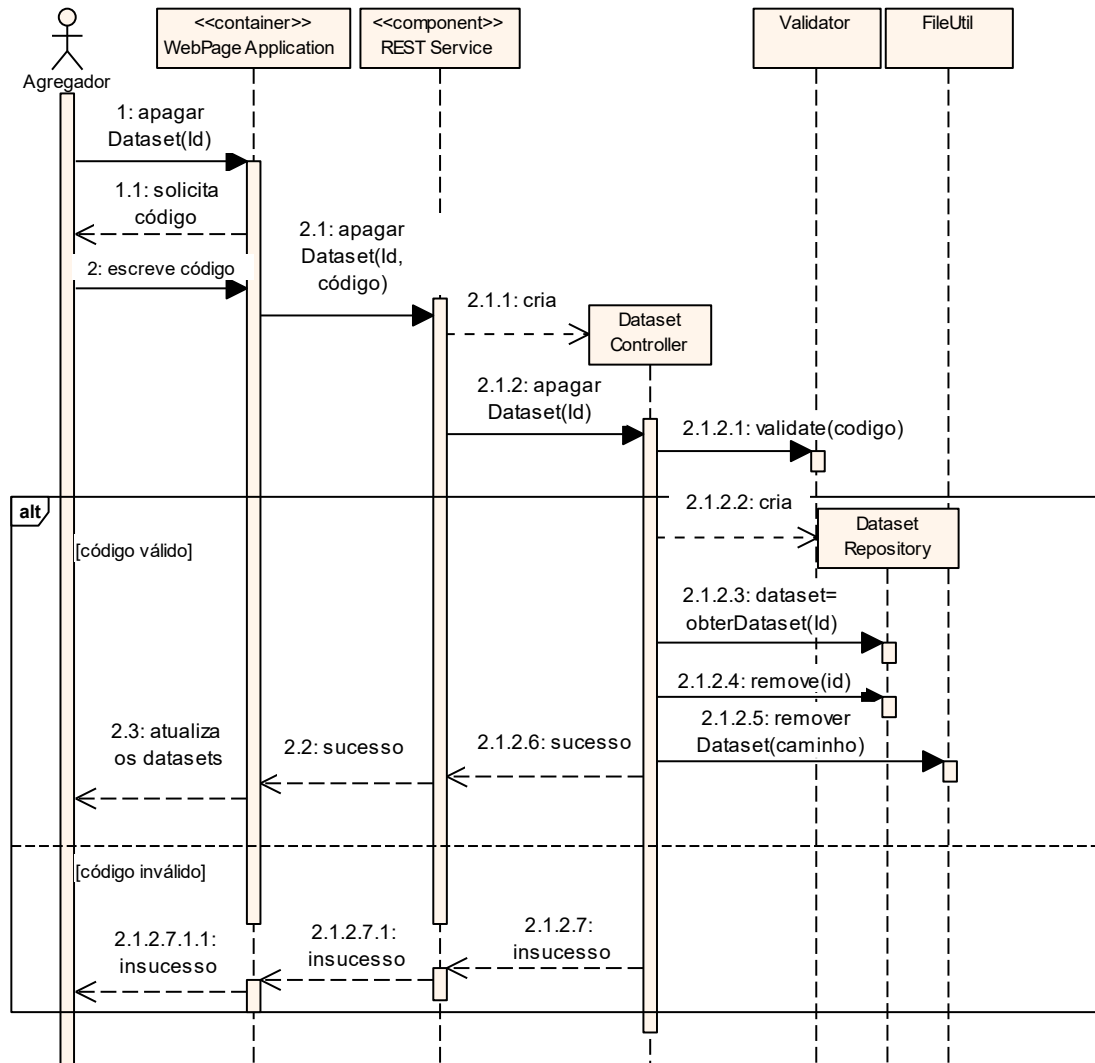 <<container>>
WebPage Application
<<component>>
REST Service
Validator
FileUtil
Agregador
1: apagar
Dataset(Id)
1.1: solicita
código
2: escreve código
2.1: apagar
Dataset(Id,
código)
2.1.1: cria
Dataset
Controller
2.1.2: apagar
Dataset(Id)
2.1.2.1: validate(codigo)
alt
[código válido]
2.1.2.2: cria
Dataset
Repository
2.1.2.3: dataset=
obterDataset(Id)
2.1.2.4: remove(id)
2.1.2.5: remover
Dataset(caminho)
2.1.2.6: sucesso
2.2: sucesso
2.3: atualiza
os datasets
[código inválido]
2.1.2.7:
insucesso
2.1.2.7.1:
insucesso
2.1.2.7.1.1:
insucesso